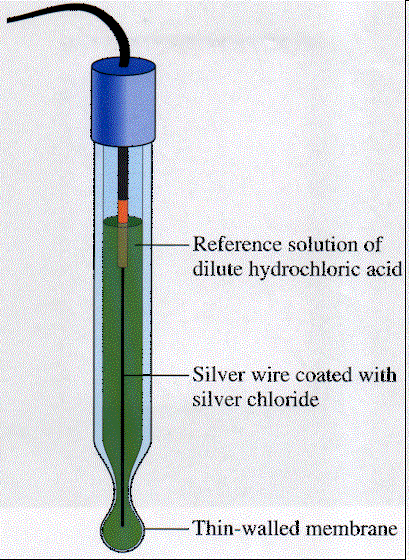 Reference solution of
dilute hydrochloric acid
Silver wire coated with
silver chloride
Thin-walled membrane